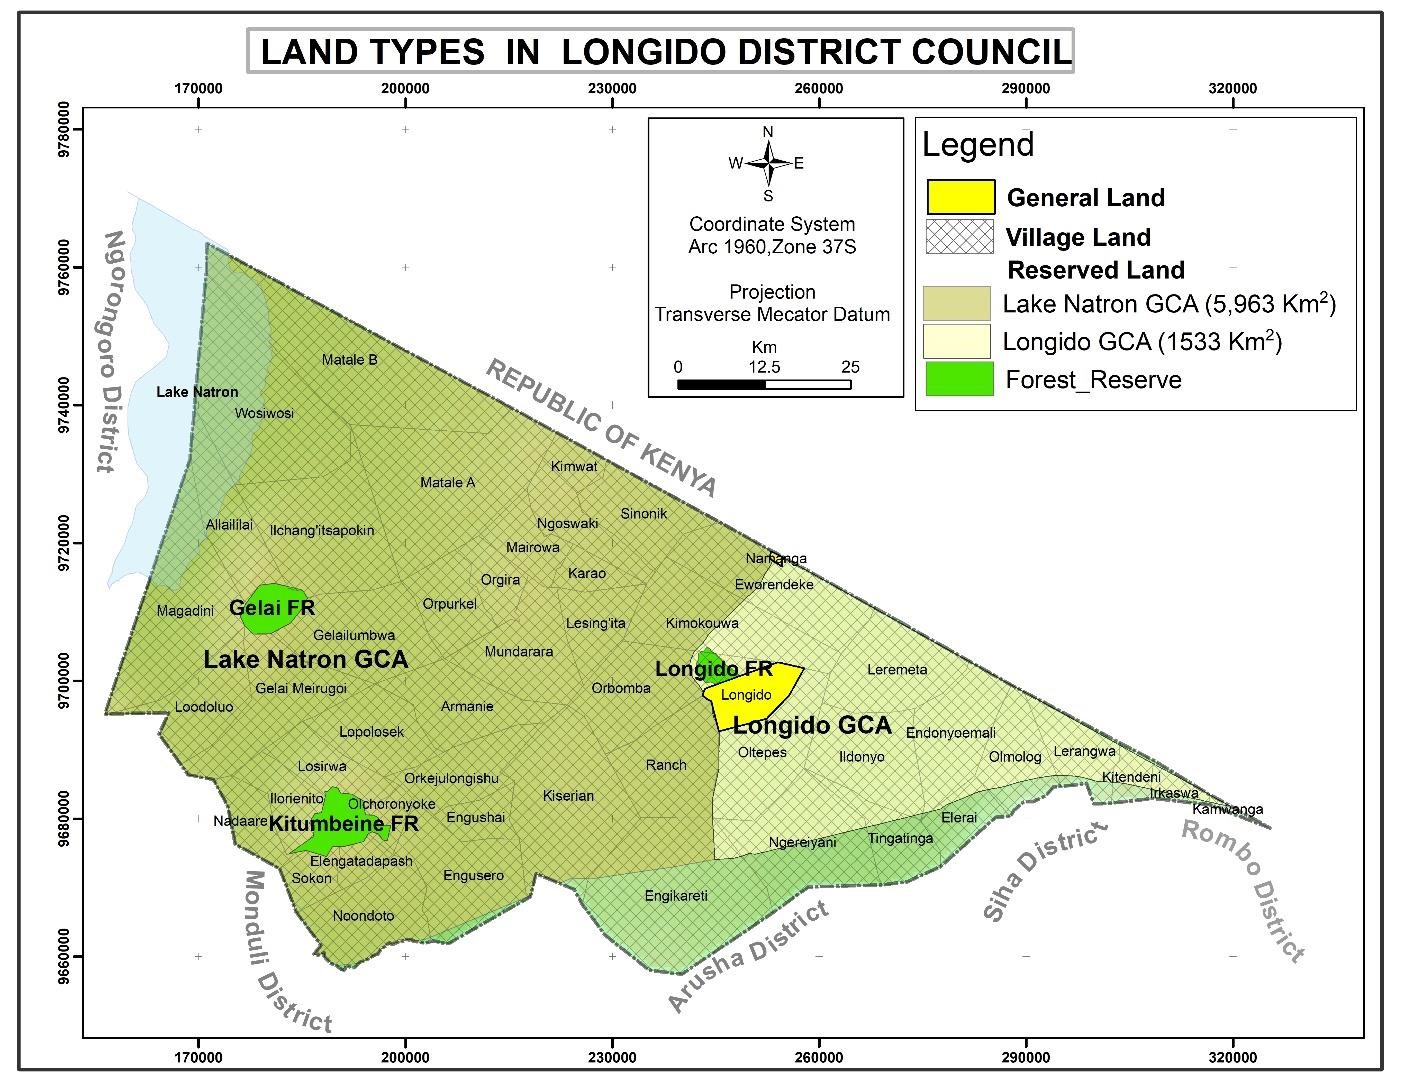 LAND TYPES IN LONGIDO DISTRICT COUNCIL
170000 200000 230000 260000 290000 320000
9780000
9760000
9740000
9720000
9700000
9680000
9660000
N
W E
S
Coordinate System
Arc 1960,Zone 37S
Projection
Transverse Mecator Datum
Km
0 12.5 25
Legend
General Land
Village Land
Reserved Land
Lake Natron GCA (5,963 Km²)
Longido GCA (1533 Km²)
Forest_Reserve
Ngorongoro District
REPUBLIC OF KENYA
Matale B
Lake Natron
Wosiwosi
Kimwat
Matale A
Sinonik
Allailílai
Ilchang'itsapokin
Ngoswaki
Mairowa
Namanga
Karao
Orgira
Eworendeke
Magadini
Gelai FR
Orpurkel
Lesing'ita
Kimokouwa
Gelailumbwa
Mundarara
Lake Natron GCA
Longido FR
Leremeta
Gelai Meirugoi
Orbomba
Longido
Loodoluo
Armanie
Longido GCA
Lopolosek
Endonyoemali
Oltepes
Ildonyo
Olmolog
Lerangwa
Losirwa
Ranch
Orkejulongishu
Kitendeni
Ilorienito
Olchoronyoke
Kiserian
Irkaswa
Kamwanga
Nadaare
Kitumbeine FR
Engushai
Elerai
Ngereiyani
Tingatinga
Elengatadapash
Sokon
Engusero
Engikareti
Noondoto
Monduli District
Arusha District
Siha District
Rombo District
170000 200000 230000 260000 290000 320000